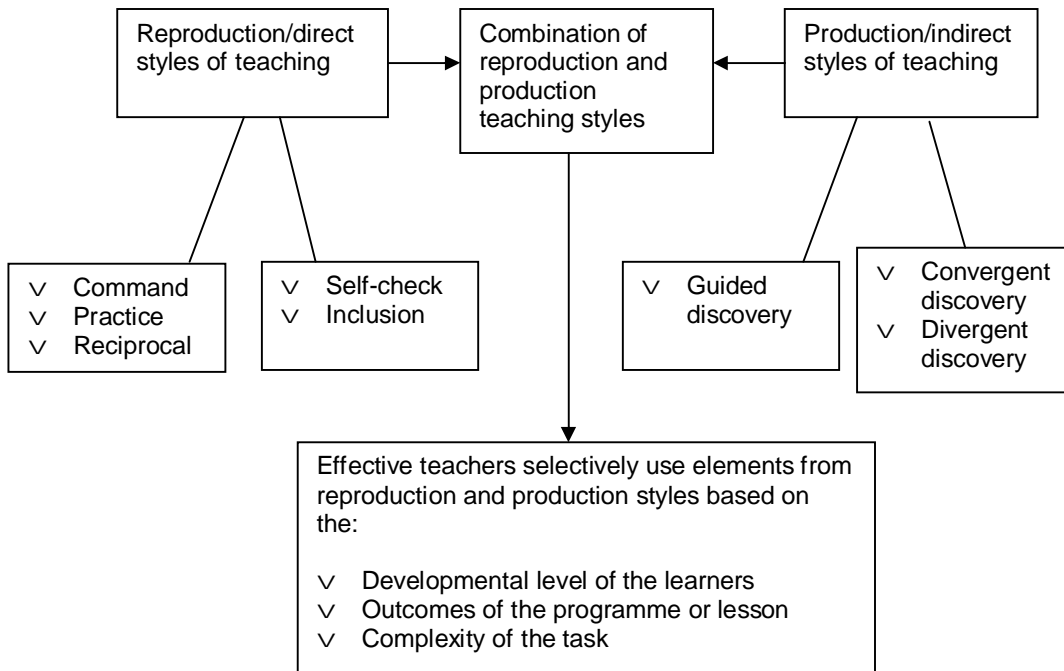 Reproduction/direct
styles of teaching
Combination of
reproduction and
production
teaching styles
Production/indirect
styles of teaching
v Command
v Practice
v Reciprocal
v Self-check
v Inclusion
v Guided
discovery
v Convergent
discovery
v Divergent
discovery
Effective teachers selectively use elements from
reproduction and production styles based on
the:
v Developmental level of the learners
v Outcomes of the programme or lesson
v Complexity of the task